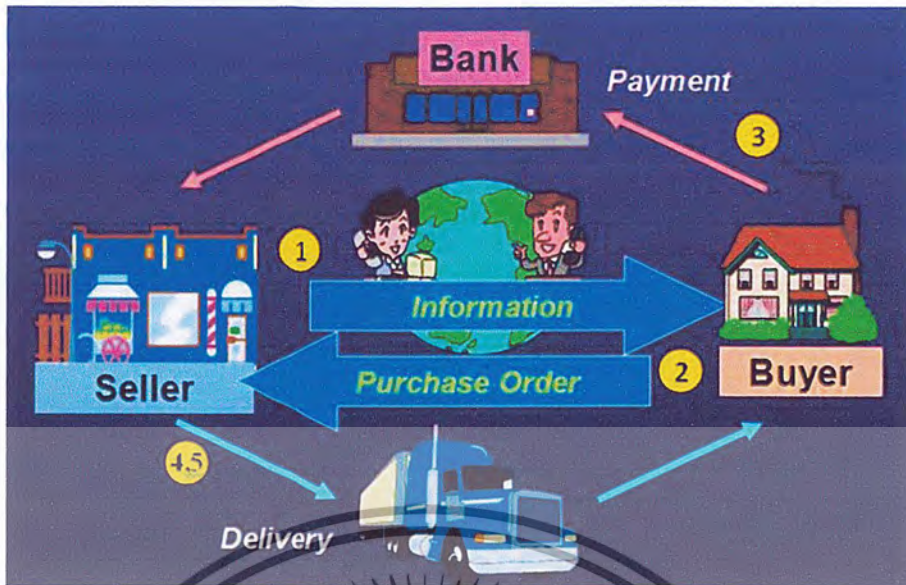 Bank
Payment
3
1
Information
2
Purchase Order
Seller
Buyer
4,5
Delivery